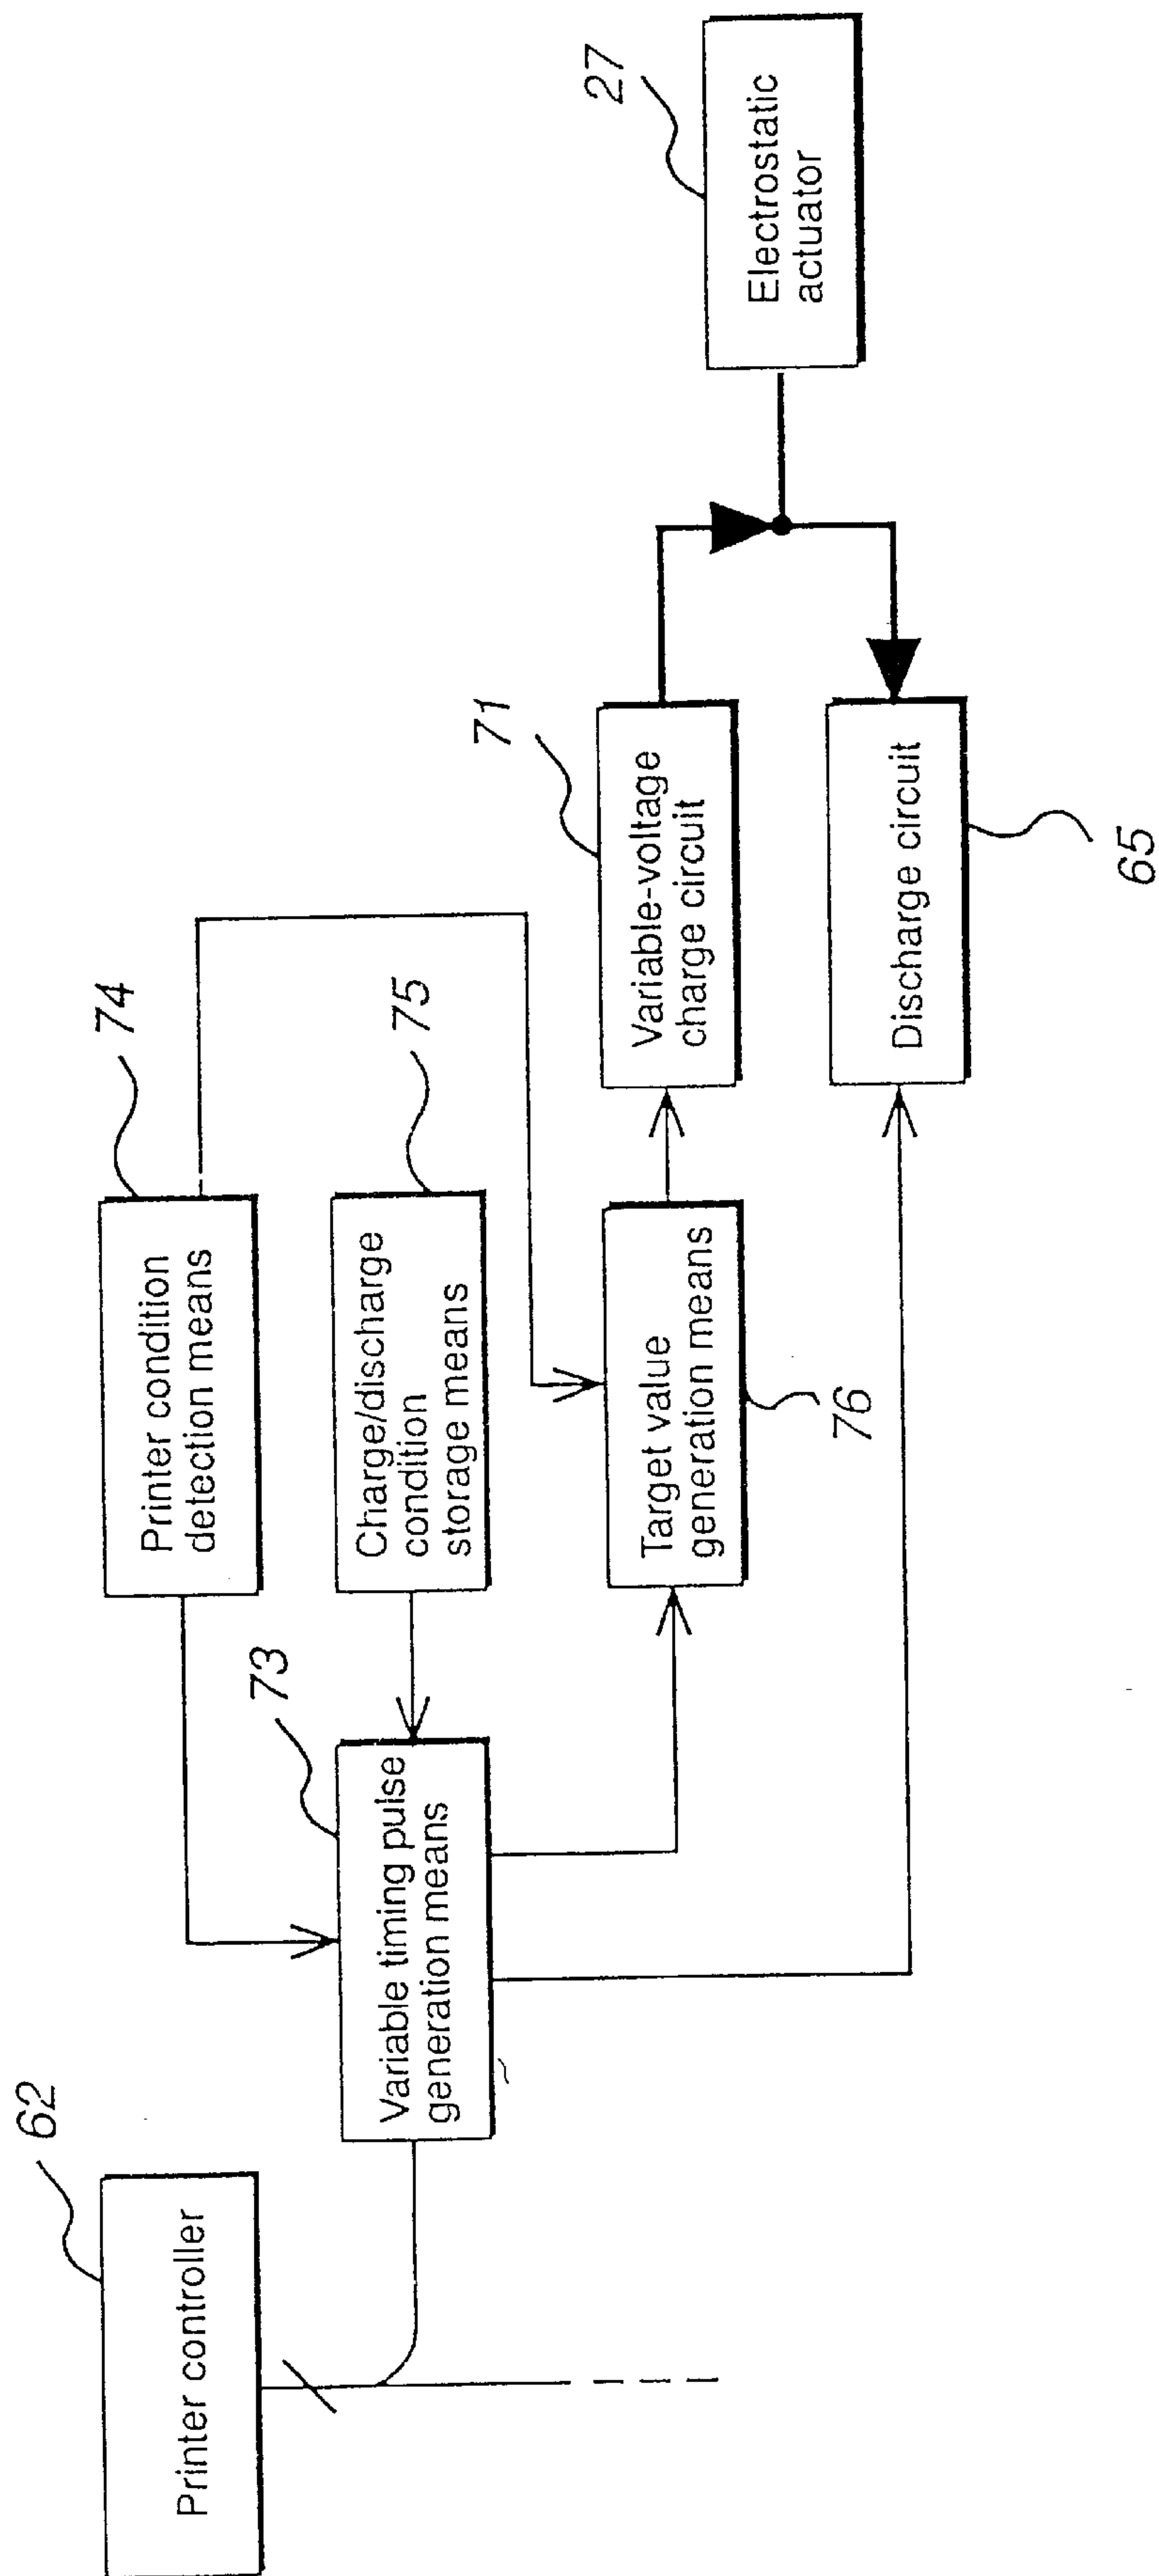 62
Printer controller
73
Variable timing pulse
generation means
74
Printer condition
detection means
75
Charge/discharge
condition
storage means
Target value
generation means
76
71
Variable-voltage
charge circuit
Discharge circuit
65
27
Electrostatic
actuator